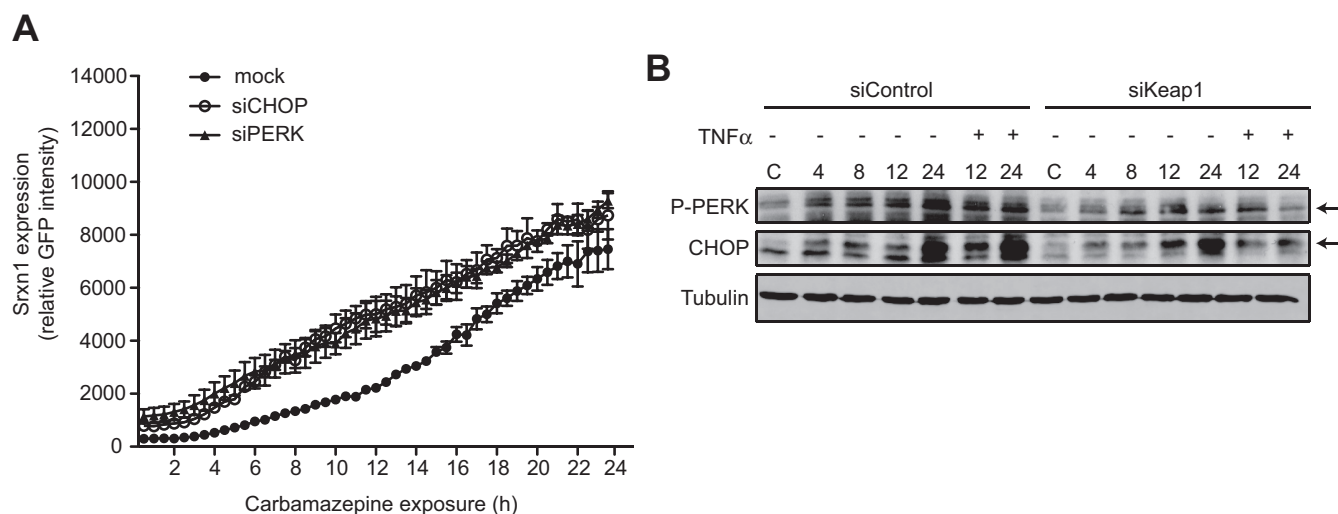 A
mock
siCHOP
siPERK
Srxn1 expression
(relative GFP intensity)
14000
12000
10000
8000
6000
4000
2000
0
2 4 6 8 10 12 14 16 18 20 22 24
Carbamazepine exposure (h)
B
siControl siKeap1
TNFα - - - - - + + - - - - - + +
C 4 8 12 24 12 24 C 4 8 12 24 12 24
P-PERK
CHOP
Tubulin